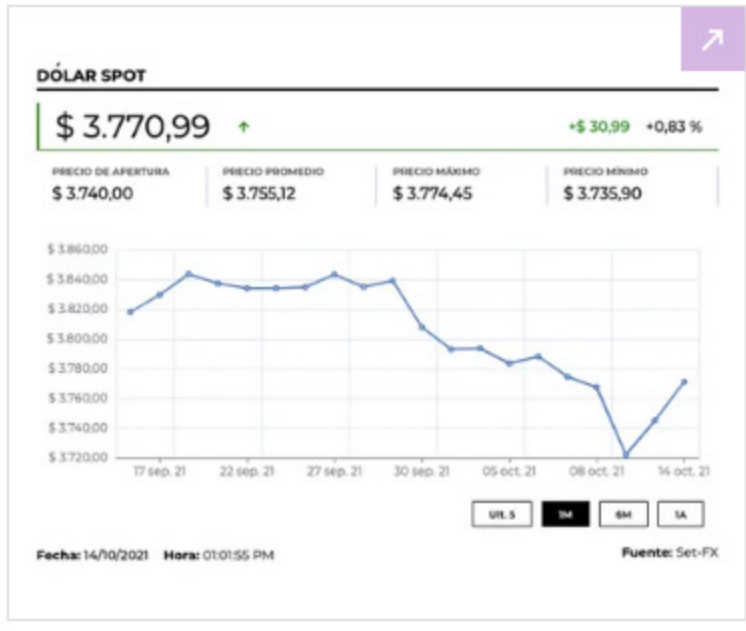 DÓLAR SPOT
$ 3.770,99 ↑ +$ 30,99 +0,83 %
PRECIO DE APERTURA PRECIO PROMEDIO PRECIO MÁXIMO PRECIO MÍNIMO
$ 3.740,00 $ 3.755,12 $ 3.774,45 $ 3.735,90
$ 3.860,00
$ 3.840,00
$ 3.820,00
$ 3.800,00
$ 3.780,00
$ 3.760,00
$ 3.740,00
$ 3.720,00
17 sep. 21 22 sep. 21 27 sep. 21 30 sep. 21 05 oct. 21 08 oct. 21 14 oct. 21
Ult. 5 1M 6M 1A
Fecha: 14/10/2021 Hora: 01:01:55 PM Fuente: Set-FX